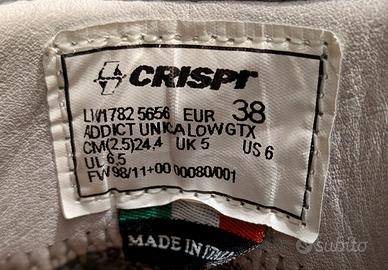 CRISPI
LW1782 5656 EUR 38
ADDICT UNICA LOW GTX
CM(2.5)24.4 UK 5 US 6
UL 6,5
FW 98/11+00 00080/001
MADE IN ITALY
subito